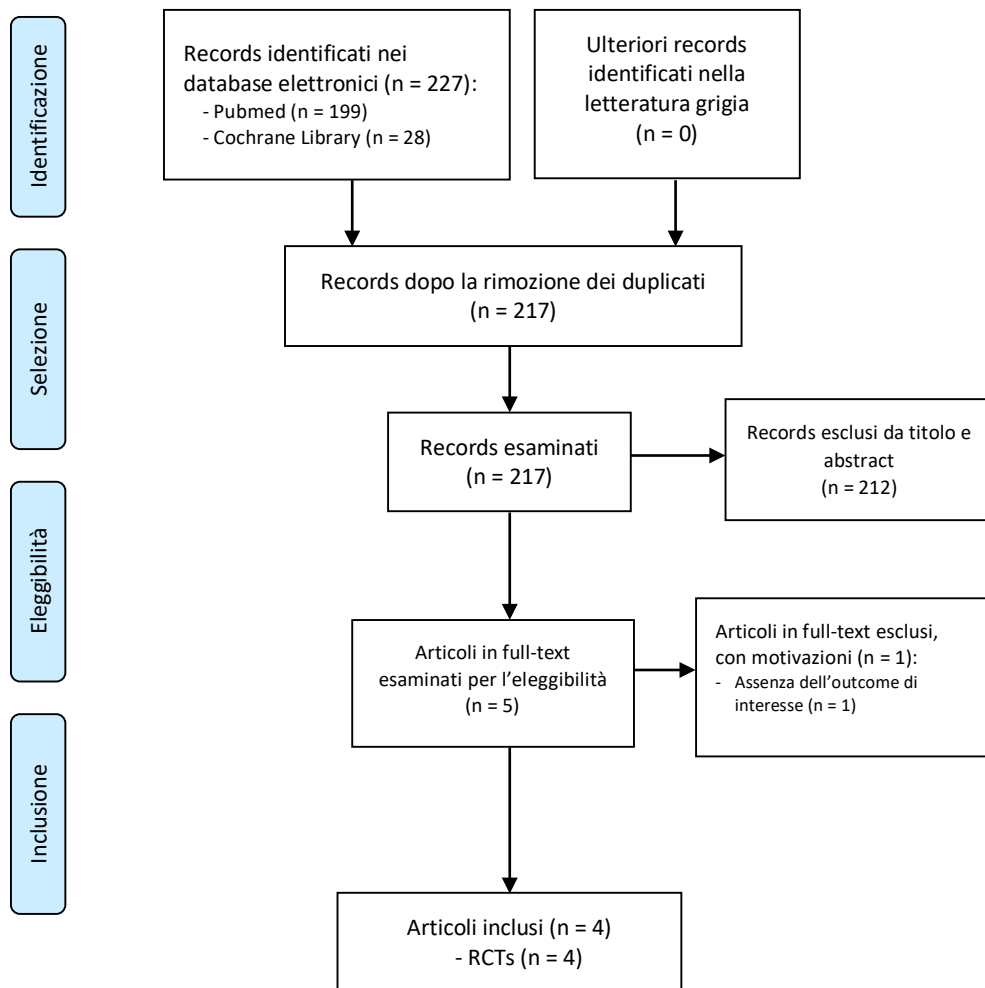 Identificazione
Records identificati nei
database elettronici (n = 227):
- Pubmed (n = 199)
- Cochrane Library (n = 28)
Ulteriori records
identificati nella
letteratura grigia
(n = 0)
Selezione
Records dopo la rimozione dei duplicati
(n = 217)
Records esaminati
(n = 217)
Records esclusi da titolo e
abstract
(n = 212)
Eleggibilità
Articoli in full-text
esaminati per l’eleggibilità
(n = 5)
Articoli in full-text esclusi,
con motivazioni (n = 1):
- Assenza dell’outcome di
interesse (n = 1)
Inclusione
Articoli inclusi (n = 4)
- RCTs (n = 4)